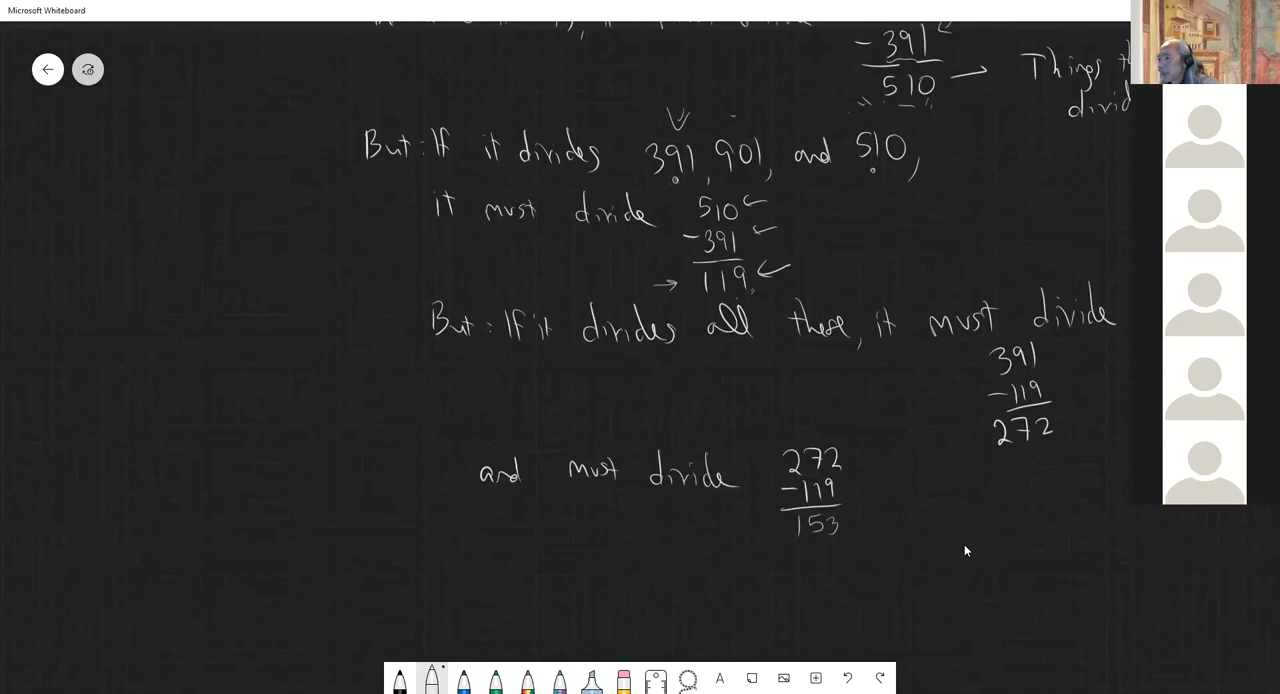 Microsoft Whiteboard
-391
510 → Things
But: If it divides 391, 901, and 510,
it must divide 510
-391
119
But: If it divides all these, it must divide
391
-119
272
and must divide 272
-119
153
A